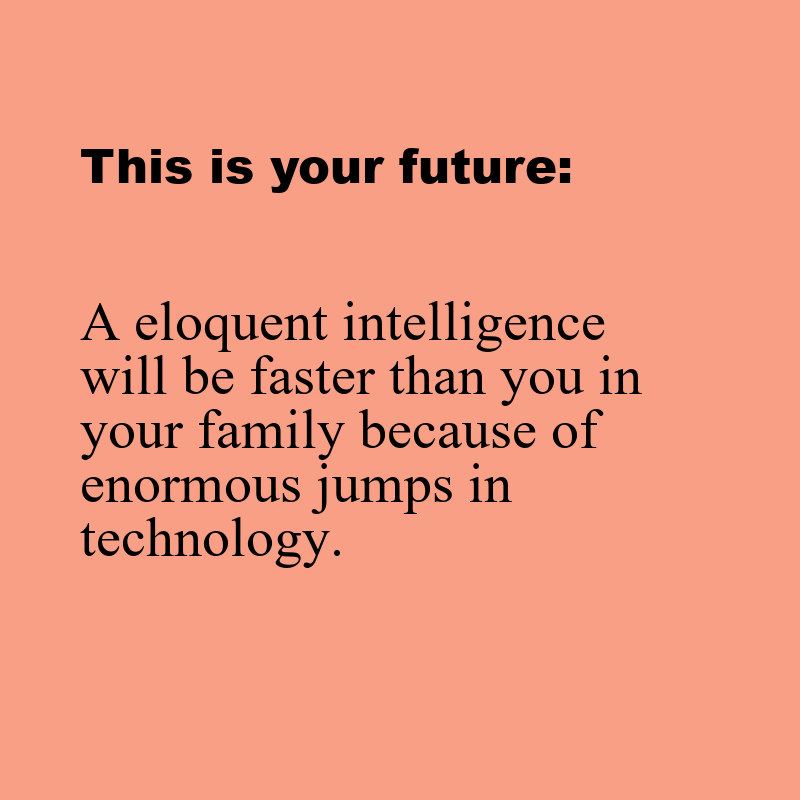 This is your future:
A eloquent intelligence
will be faster than you in
your family because of
enormous jumps in
technology.